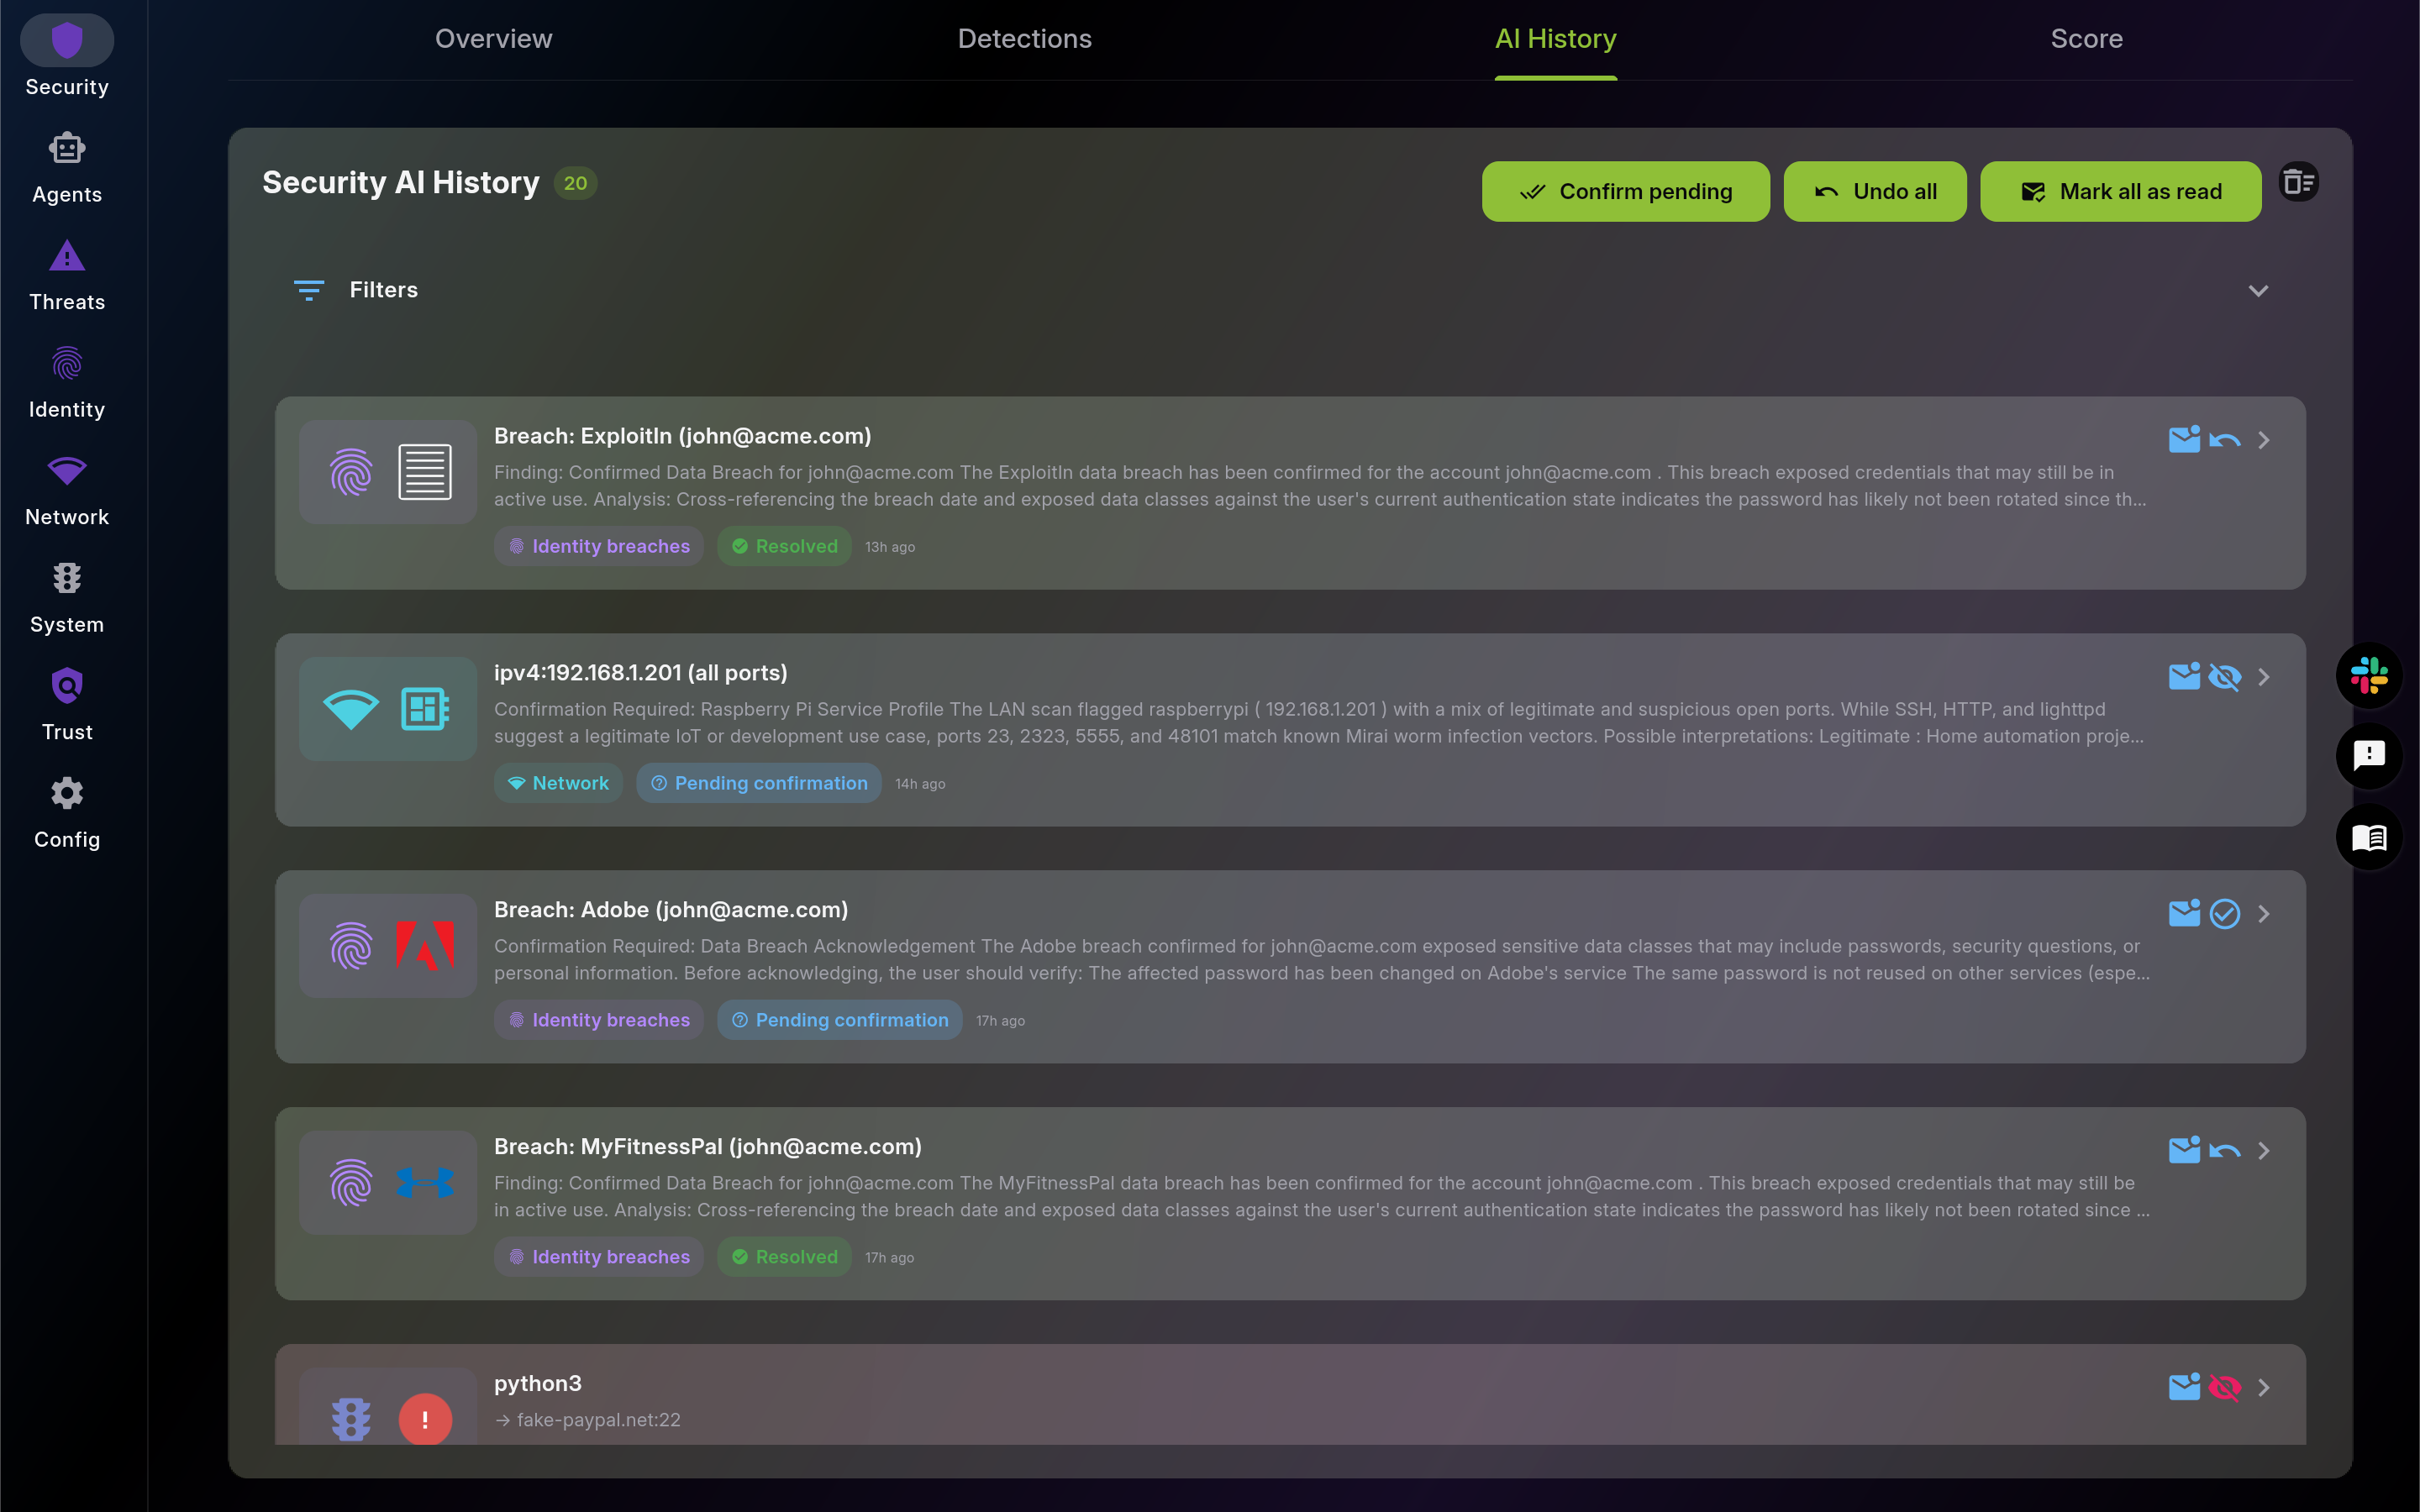 Security
Agents
Threats
Identity
Network
System
Trust
Config
Overview
Detections
AI History
Score
Security AI History 20
Confirm pending
Undo all
Mark all as read
Filters
Breach: ExploitIn (john@acme.com)
Finding: Confirmed Data Breach for john@acme.com The ExploitIn data breach has been confirmed for the account john@acme.com . This breach exposed credentials that may still be in
active use. Analysis: Cross-referencing the breach date and exposed data classes against the user's current authentication state indicates the password has likely not been rotated since th...
Identity breaches Resolved 13h ago
ipv4:192.168.1.201 (all ports)
Confirmation Required: Raspberry Pi Service Profile The LAN scan flagged raspberrypi ( 192.168.1.201 ) with a mix of legitimate and suspicious open ports. While SSH, HTTP, and lighttpd
suggest a legitimate IoT or development use case, ports 23, 2323, 5555, and 48101 match known Mirai worm infection vectors. Possible interpretations: Legitimate : Home automation proje...
Network Pending confirmation 14h ago
Breach: Adobe (john@acme.com)
Confirmation Required: Data Breach Acknowledgement The Adobe breach confirmed for john@acme.com exposed sensitive data classes that may include passwords, security questions, or
personal information. Before acknowledging, the user should verify: The affected password has been changed on Adobe's service The same password is not reused on other services (espe...
Identity breaches Pending confirmation 17h ago
Breach: MyFitnessPal (john@acme.com)
Finding: Confirmed Data Breach for john@acme.com The MyFitnessPal data breach has been confirmed for the account john@acme.com . This breach exposed credentials that may still be
in active use. Analysis: Cross-referencing the breach date and exposed data classes against the user's current authentication state indicates the password has likely not been rotated since ...
Identity breaches Resolved 17h ago
python3
→ fake-paypal.net:22